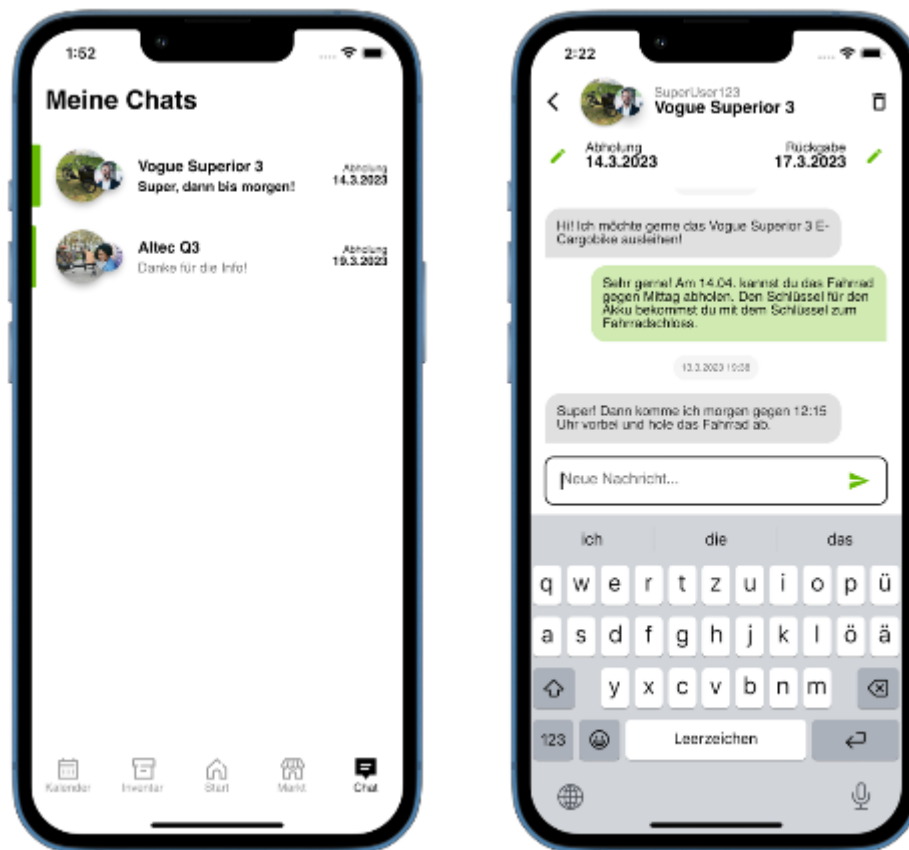 1:52
Meine Chats
Vogue Superior 3
Super, dann bis morgen!
Abholung
14.3.2023
Altec Q3
Danke für die Info!
Abholung
19.3.2023
Kalender
Inventar
Start
Markt
Chat
2:22
SuperUser123
Vogue Superior 3
Abholung
14.3.2023
Rückgabe
17.3.2023
Hi! Ich möchte gerne das Vogue Superior 3 E-
Cargobike ausleihen!
Sehr gerne! Am 14.04. kannst du das Fahrrad
gegen Mittag abholen. Den Schlüssel für den
Akku bekommst du mit dem Schlüssel zum
Fahrradschloss.
13.3.2023 19:38
Super! Dann komme ich morgen gegen 12:15
Uhr vorbei und hole das Fahrrad ab.
Neue Nachricht...
ich die das
q w e r t z u i o p ü
a s d f g h j k l ö ä
y x c v b n m
123 Leerzeichen